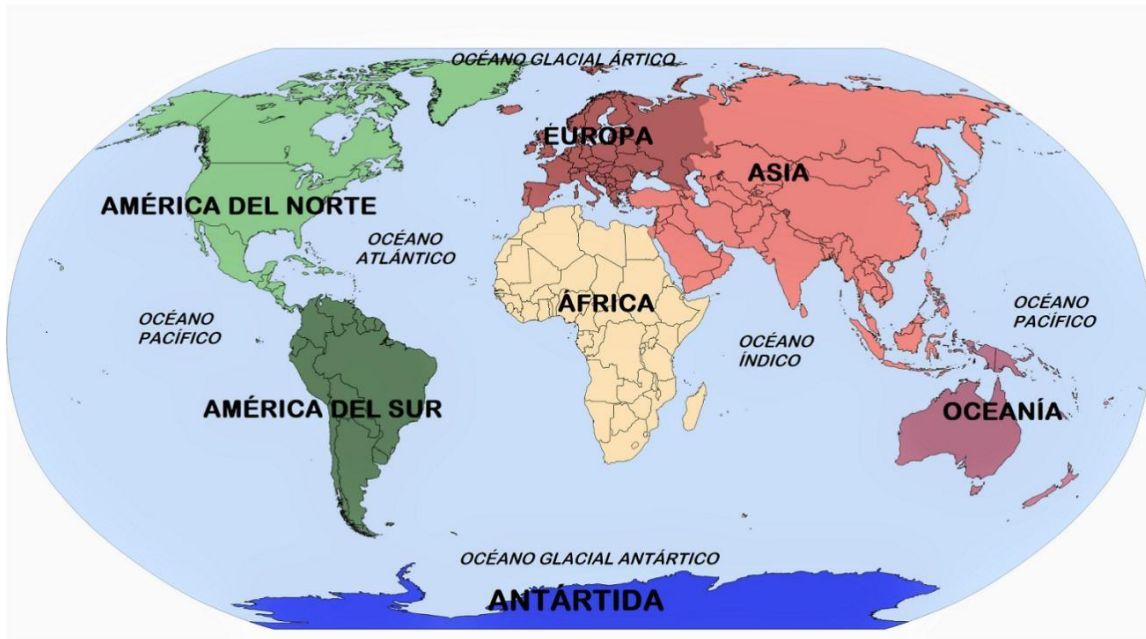 OCÉANO GLACIAL ÁRTICO
EUROPA
ASIA
AMÉRICA DEL NORTE
OCÉANO
ATLÁNTICO
ÁFRICA
OCÉANO
PACÍFICO
OCÉANO
ÍNDICO
OCÉANO
PACÍFICO
AMÉRICA DEL SUR
OCEANÍA
OCÉANO GLACIAL ANTÁRTICO
ANTÁRTIDA